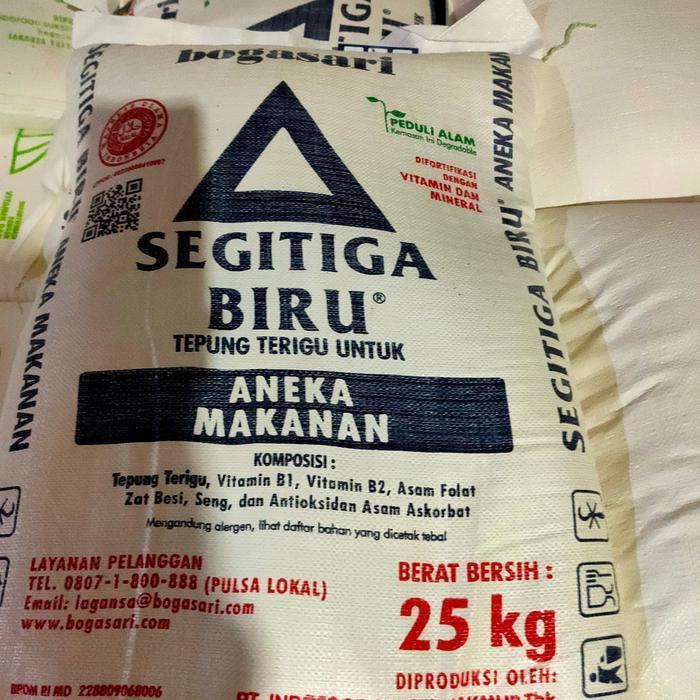 bogasari
PEDULI ALAM
Kemasan Ini Degradable
DIFORTIFIKASI
DENGAN
VITAMIN DAN
MINERAL
SEGITIGA
BIRU®
TEPUNG TERIGU UNTUK
ANEKA
MAKANAN
KOMPOSISI :
Tepung Terigu, Vitamin B1, Vitamin B2, Asam Folat
Zat Besi, Seng, dan Antioksidan Asam Askorbat
Mengandung alergen, lihat daftar bahan yang dicetak tebal
LAYANAN PELANGGAN
TEL. 0807-1-800-888 (PULSA LOKAL)
Email: lagansa@bogasari.com
www.bogasari.com
BERAT BERSIH :
25 kg
DIPRODUKSI OLEH:
BPOM RI MD 228809068006
SEGITIGA BIRU® ANEKA MAKANAN
SEGITIGA BIRU® ANEKA MAKAN